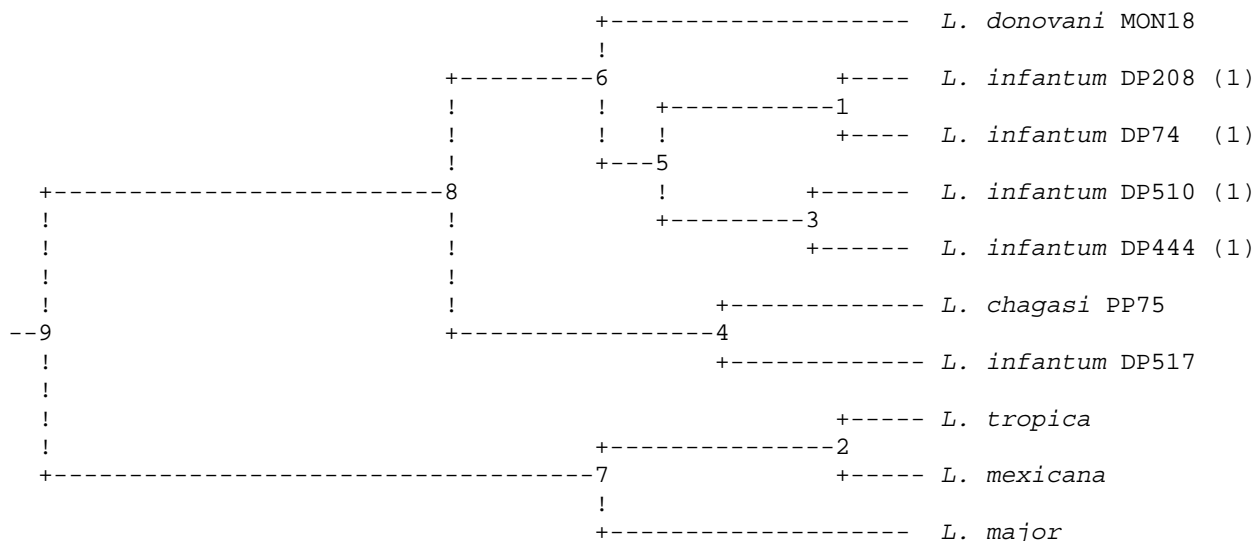 +--------------------- L. donovani MON18
!
+---------6 +---- L. infantum DP208 (1)
! ! +-----------1
! ! ! +---- L. infantum DP74 (1)
! +---5
+--------------------------8 ! +------ L. infantum DP510 (1)
! ! +---------3
! ! +------ L. infantum DP444 (1)
! !
! ! +------------- L. chagasi PP75
--9 +-----------------4
! +------------- L. infantum DP517
!
! +----- L. tropica
! +---------------2
+------------------------------------7 +----- L. mexicana
!
+-------------------- L. major